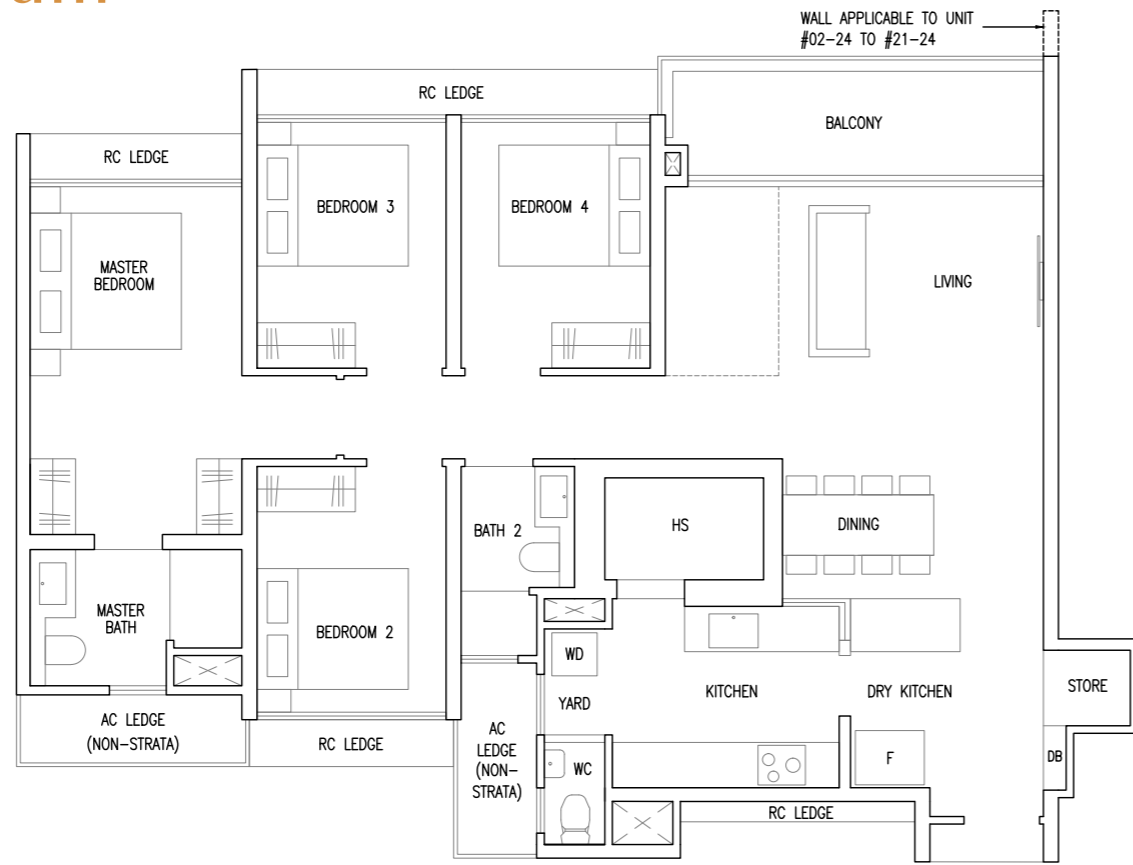 WALL APPLICABLE TO UNIT
#02-24 TO #21-24
RC LEDGE
BALCONY
RC LEDGE
BEDROOM 3
BEDROOM 4
MASTER
BEDROOM
LIVING
BATH 2
HS
DINING
MASTER
BATH
BEDROOM 2
WD
YARD
KITCHEN
DRY KITCHEN
STORE
AC LEDGE
(NON-STRATA)
RC LEDGE
AC
LEDGE
(NON-
STRATA)
WC
F
DB
RC LEDGE